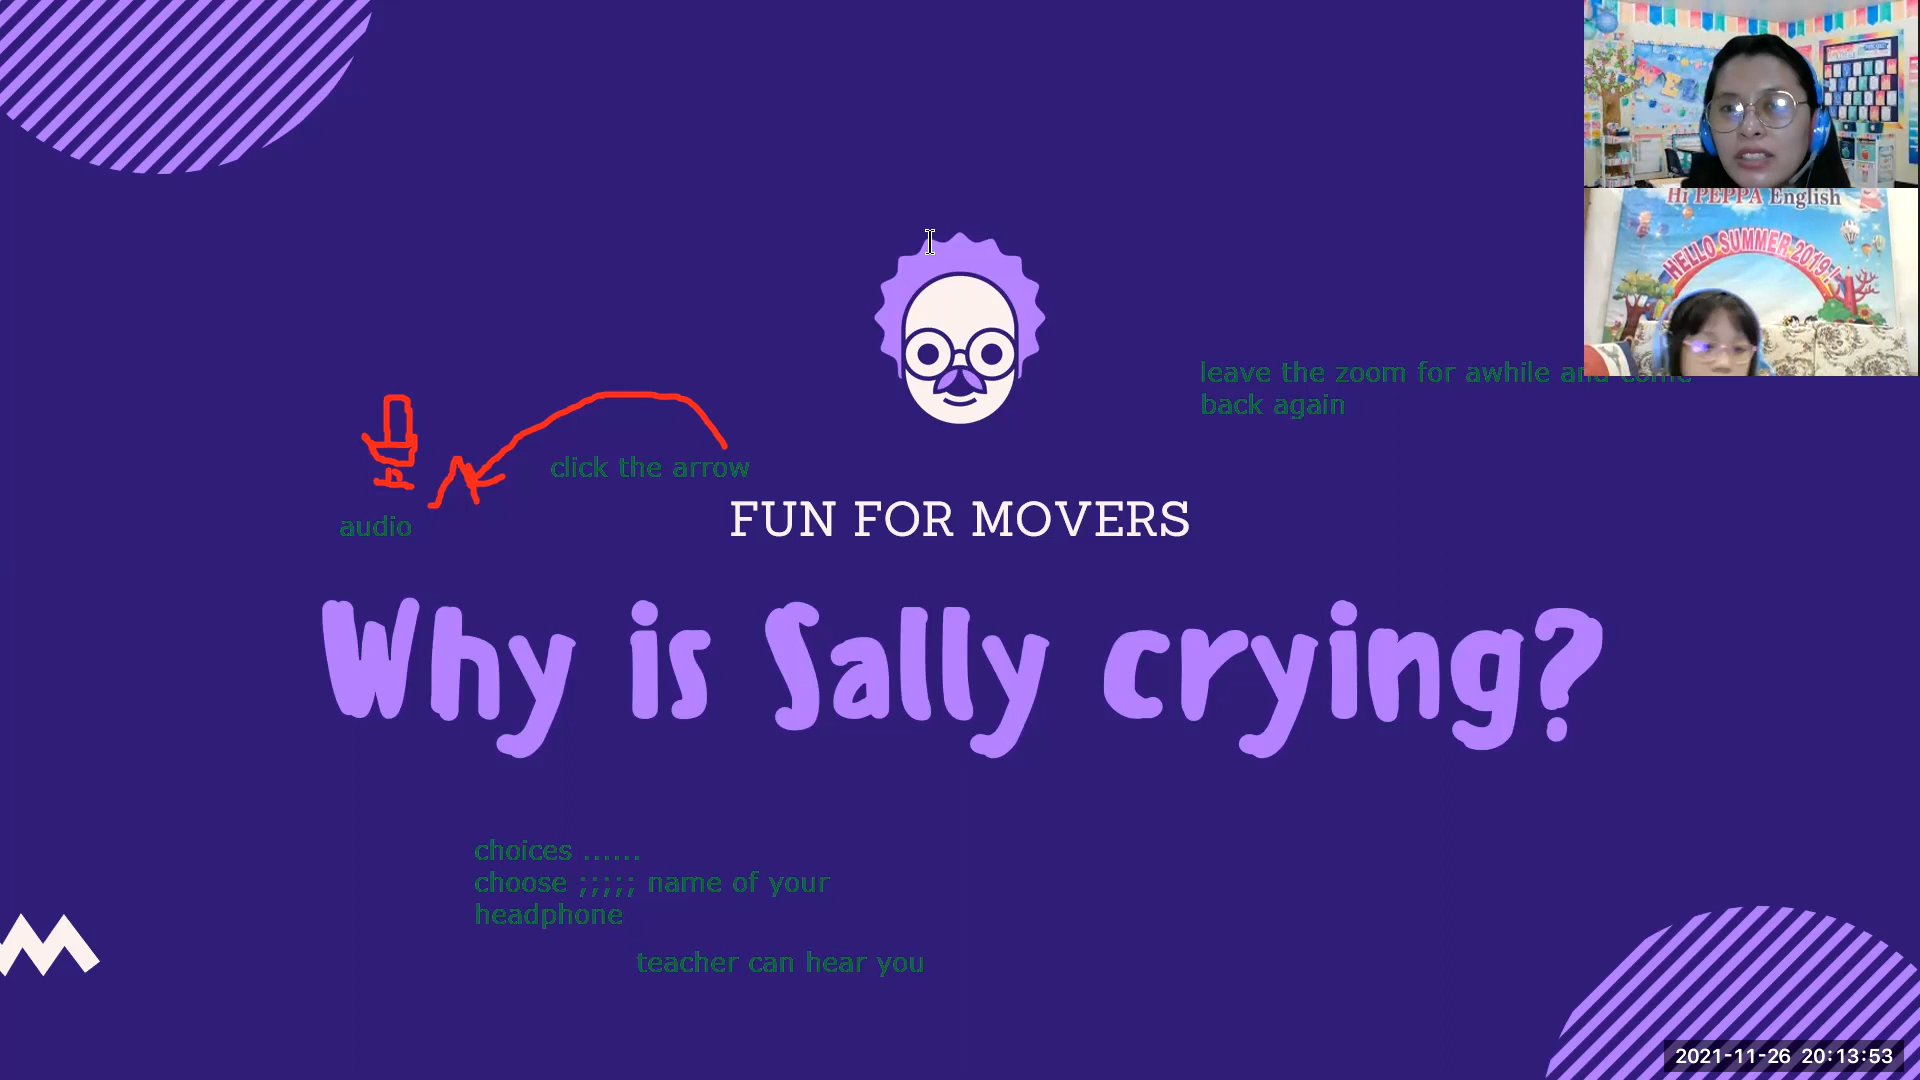 Hi PEPPA English
HELLO SUMMER 2019!
leave the zoom for awhile and come
back again
click the arrow
audio
FUN FOR MOVERS
Why is Sally crying?
choices ......
choose ;;;;; name of your
headphone
teacher can hear you
2021-11-26 20:13:53